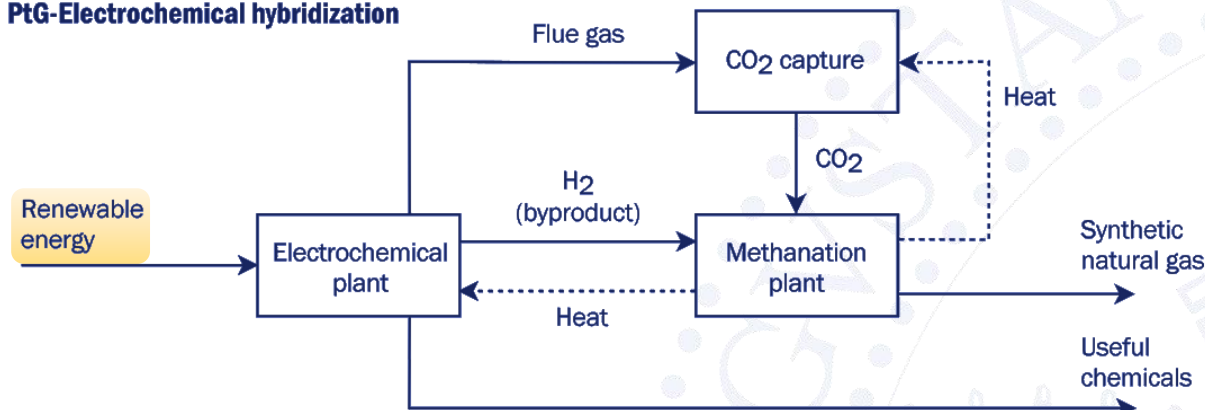 PtG-Electrochemical hybridization
Flue gas
CO2 capture
Heat
CO2
H2
(byproduct)
Renewable
energy
Electrochemical
plant
Methanation
plant
Synthetic
natural gas
Heat
Useful
chemicals